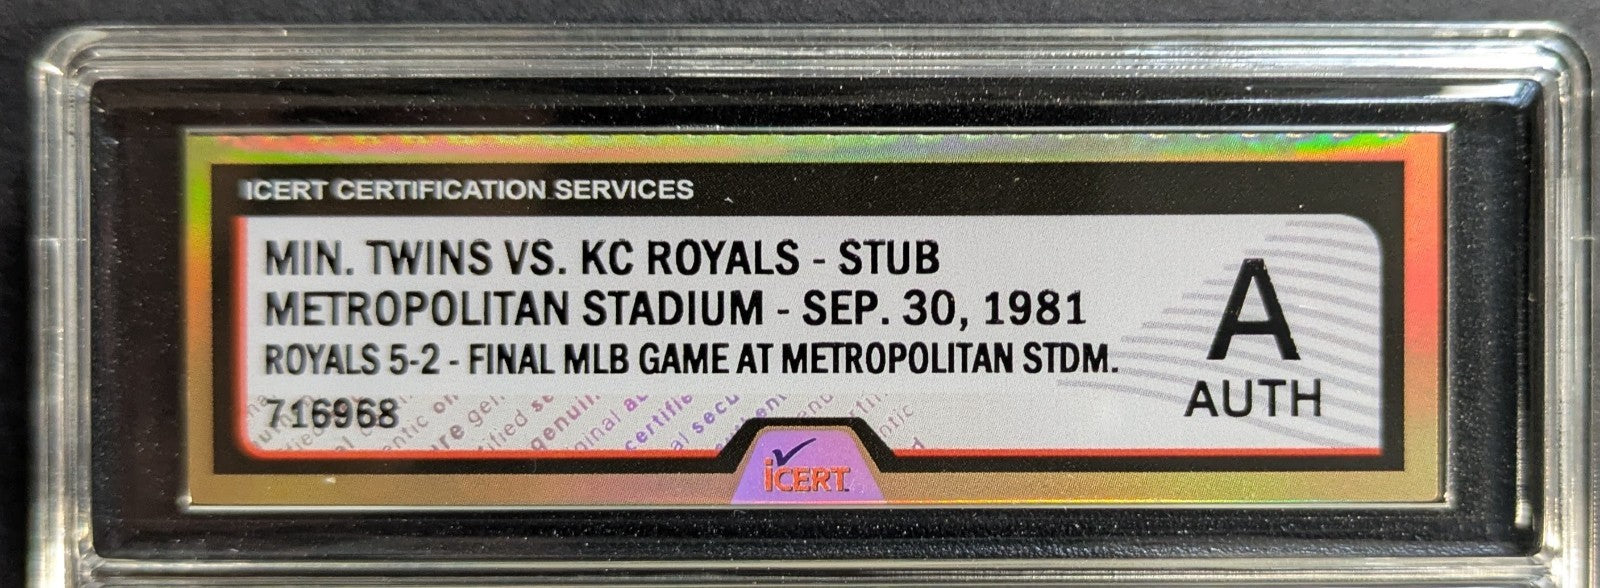 ICERT CERTIFICATION SERVICES
MIN. TWINS VS. KC ROYALS - STUB
METROPOLITAN STADIUM - SEP. 30, 1981
ROYALS 5-2 - FINAL MLB GAME AT METROPOLITAN STDM.
716968
A
AUTH
iCERT